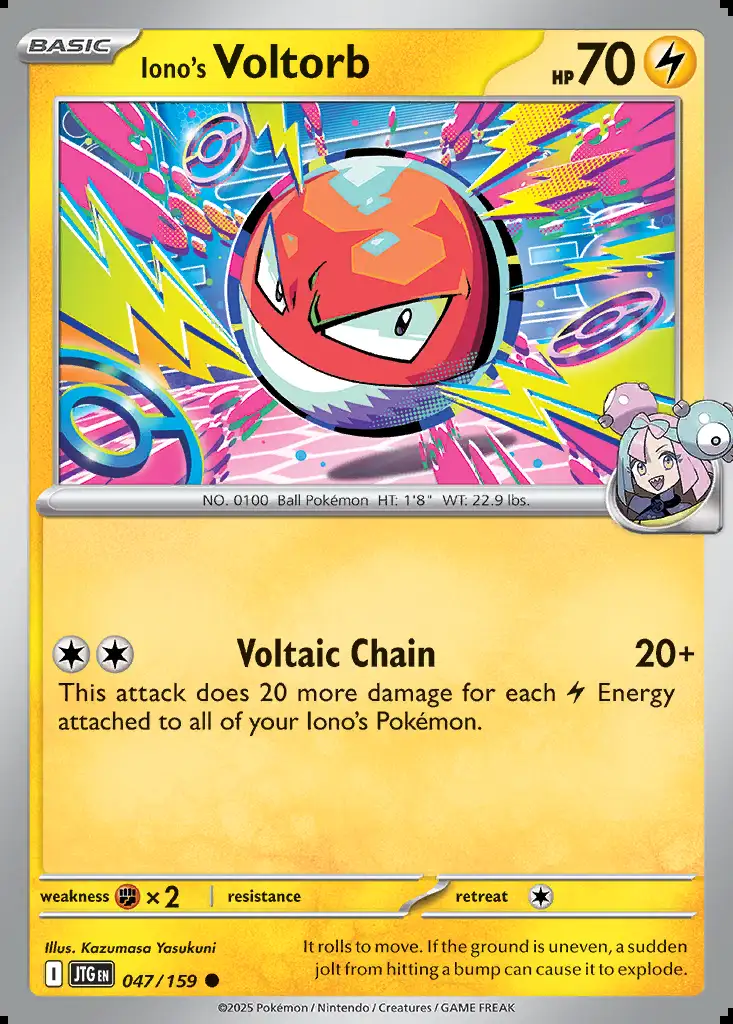 BASIC
Iono's Voltorb
HP 70
NO. 0100 Ball Pokémon HT: 1'8" WT: 22.9 lbs.
Voltaic Chain 20+
This attack does 20 more damage for each Energy
attached to all of your Iono's Pokémon.
weakness ×2 resistance retreat
Illus. Kazumasa Yasukuni
It rolls to move. If the ground is uneven, a sudden
jolt from hitting a bump can cause it to explode.
I JTG EN 047/159
©2025 Pokémon / Nintendo / Creatures / GAME FREAK